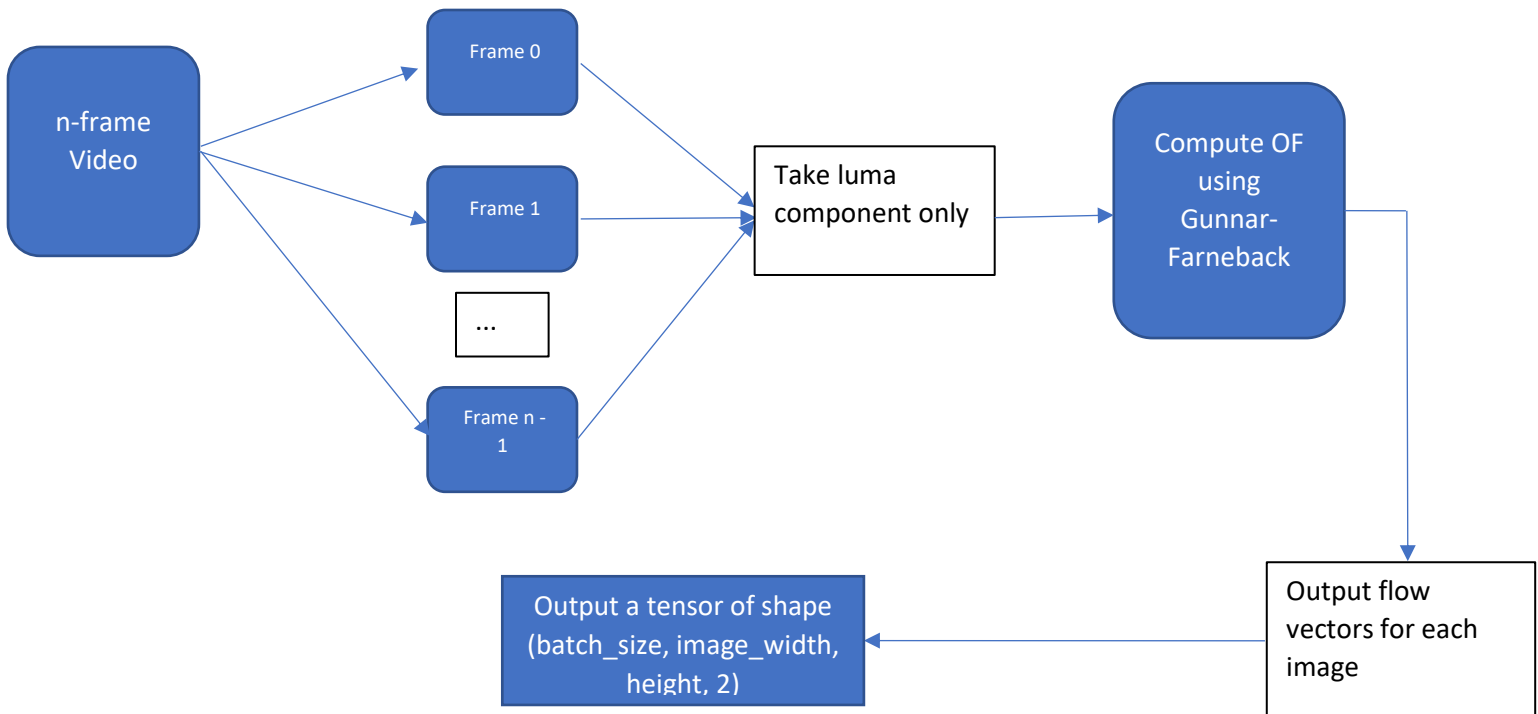 n-frame
Video
Frame 0
Frame 1
...
Frame n -
1
Take luma
component only
Compute OF
using
Gunnar-
Farneback
Output flow
vectors for each
image
Output a tensor of shape
(batch_size, image_width,
height, 2)